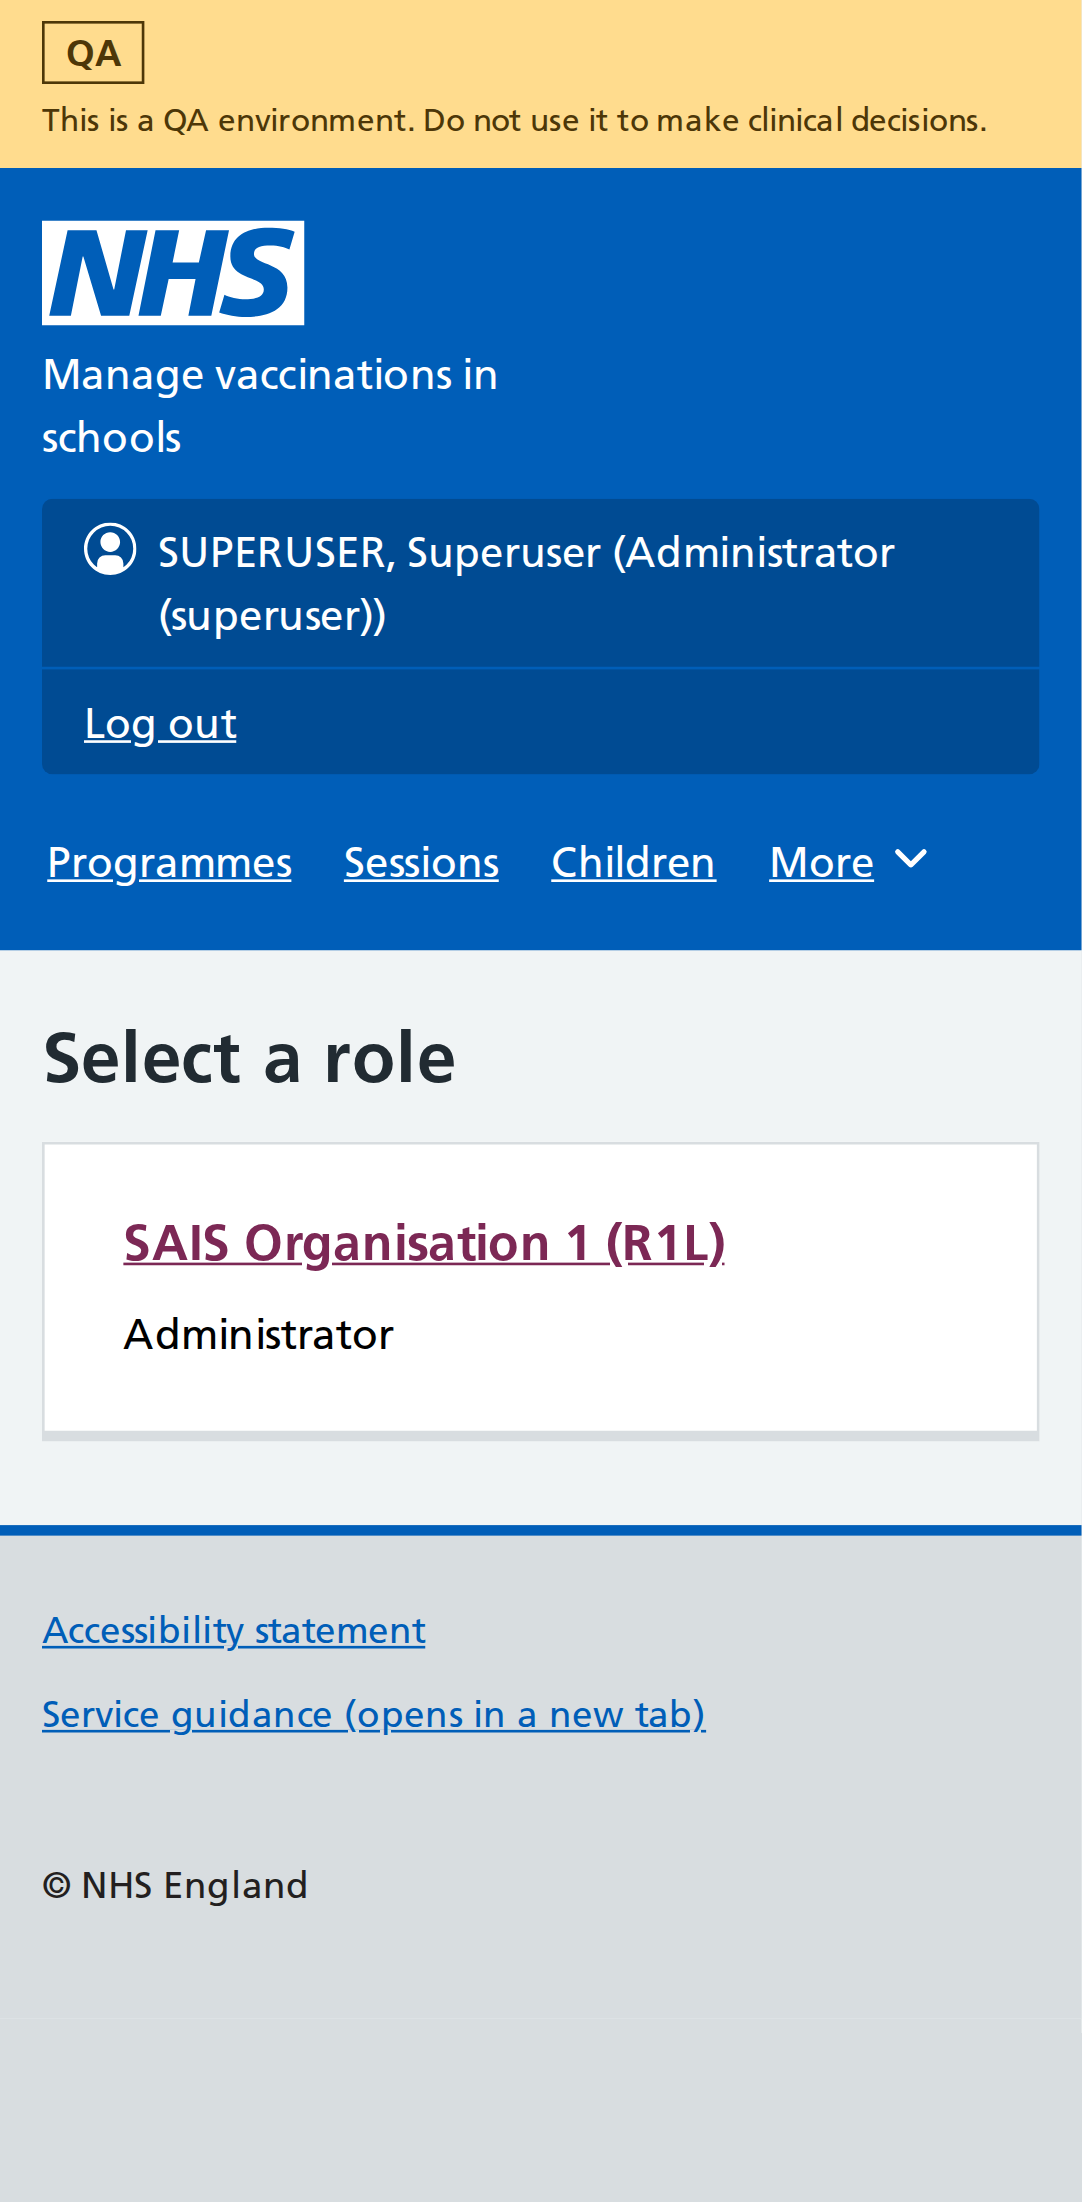 QA
This is a QA environment. Do not use it to make clinical decisions.
NHS
Manage vaccinations in
schools
SUPERUSER, Superuser (Administrator
(superuser))
Log out
Programmes Sessions Children More
Select a role
SAIS Organisation 1 (R1L)
Administrator
Accessibility statement
Service guidance (opens in a new tab)
© NHS England